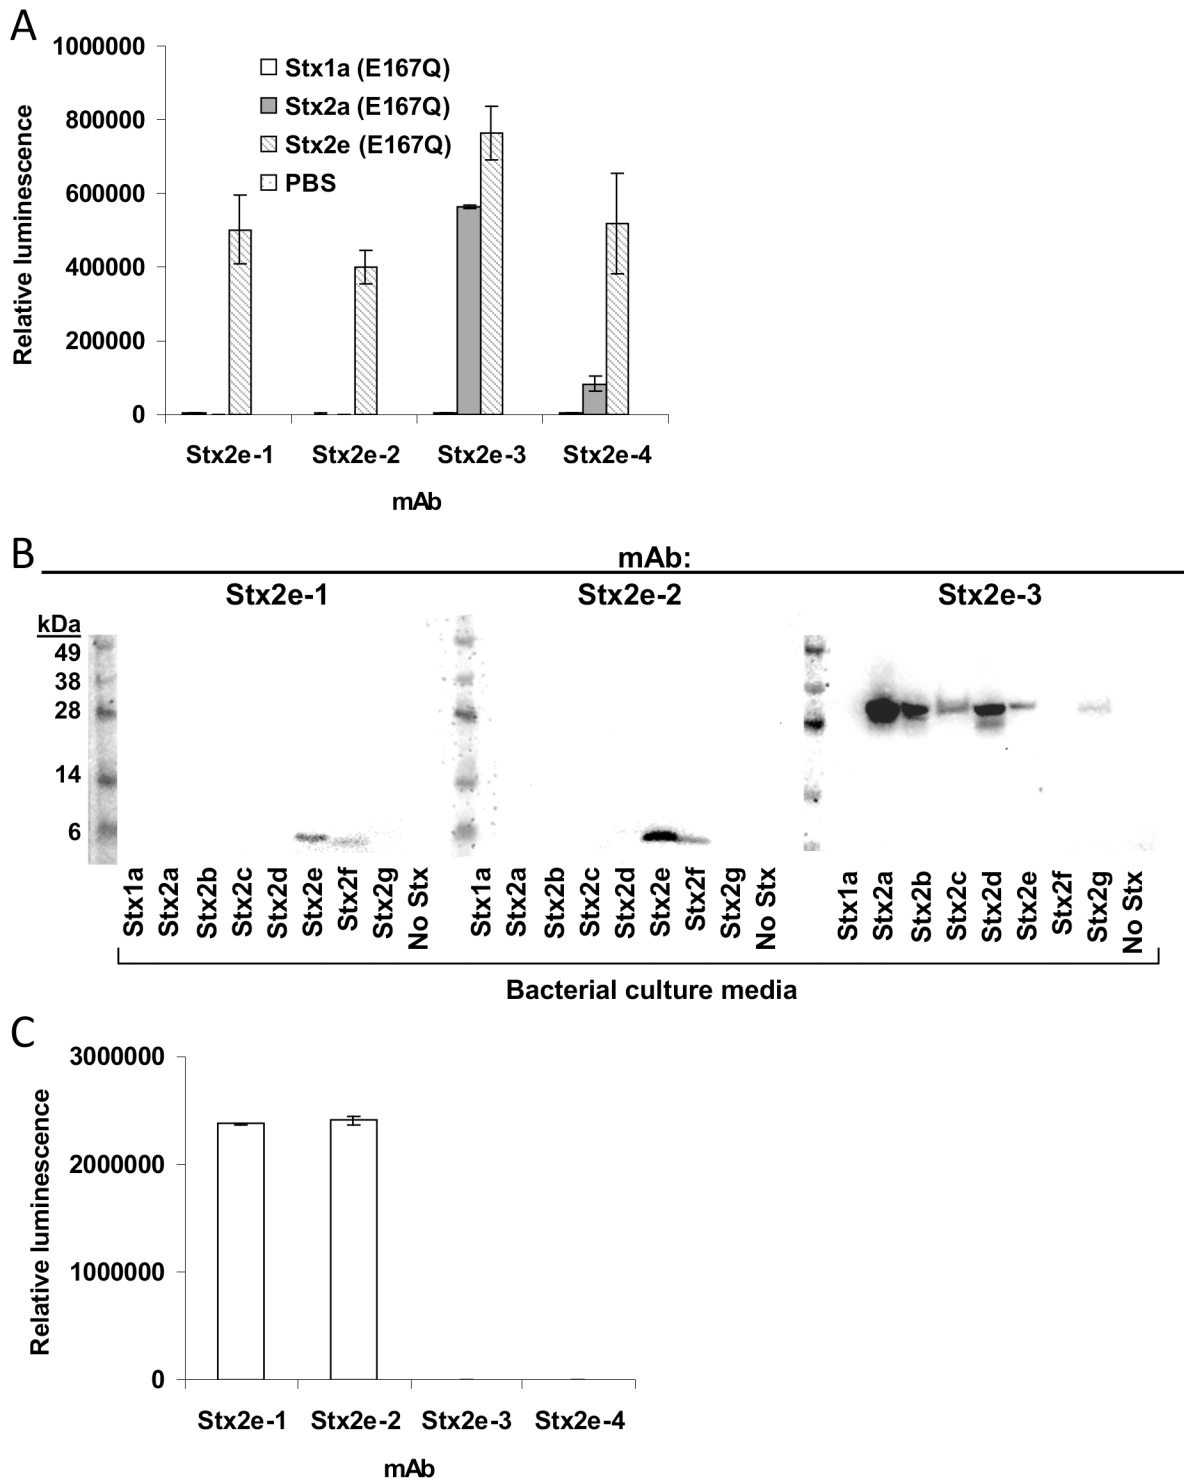 A
1000000
800000
600000
400000
200000
0
Relative luminescence
Stx1a (E167Q)
Stx2a (E167Q)
Stx2e (E167Q)
PBS
Stx2e-1 Stx2e-2 Stx2e-3 Stx2e-4
mAb
B
mAb:
Stx2e-1 Stx2e-2 Stx2e-3
kDa
49
38
28
14
6
Stx1a Stx2a Stx2b Stx2c Stx2d Stx2e Stx2f Stx2g No Stx Stx1a Stx2a Stx2b Stx2c Stx2d Stx2e Stx2f Stx2g No Stx Stx1a Stx2a Stx2b Stx2c Stx2d Stx2e Stx2f Stx2g No Stx
Bacterial culture media
C
3000000
2000000
1000000
0
Relative luminescence
Stx2e-1 Stx2e-2 Stx2e-3 Stx2e-4
mAb